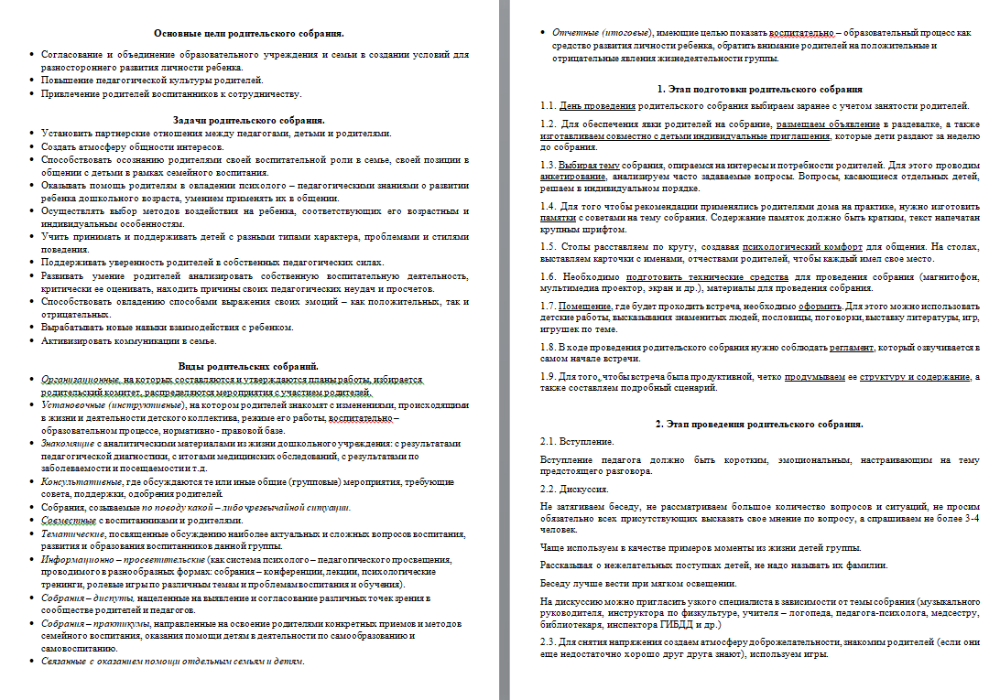 Основные цели родительского собрания.
• Согласование и объединение образовательного учреждения и семьи в создании условий для
разностороннего развития личности ребенка.
• Повышение педагогической культуры родителей.
• Привлечение родителей воспитанников к сотрудничеству.
Задачи родительского собрания.
• Установить партнерские отношения между педагогами, детьми и родителями.
• Создать атмосферу общности интересов.
• Способствовать осознанию родителями своей воспитательной роли в семье, своей позиции в
общении с детьми в рамках семейного воспитания.
• Оказывать помощь родителям в овладении психолого – педагогическими знаниями о развитии
ребенка дошкольного возраста, умением применять их в общении.
• Осуществлять выбор методов воздействия на ребенка, соответствующих его возрастным и
индивидуальным особенностям.
• Учить принимать и поддерживать детей с разными типами характера, проблемами и стилями
поведения.
• Поддерживать уверенность родителей в собственных педагогических силах.
• Развивать умение родителей анализировать собственную воспитательную деятельность,
критически ее оценивать, находить причины своих педагогических неудач и просчетов.
• Способствовать овладению способами выражения своих эмоций – как положительных, так и
отрицательных.
• Вырабатывать новые навыки взаимодействия с ребенком.
• Активизировать коммуникации в семье.
Виды родительских собраний.
• Организационные, на которых составляются и утверждаются планы работы, избирается
родительский комитет, распределяются мероприятия с участием родителей.
• Установочные (инструктивные), на котором родителей знакомят с изменениями, происходящими
в жизни и деятельности детского коллектива, режиме его работы, воспитательно –
образовательном процессе, нормативно - правовой базе.
• Знакомящие с аналитическими материалами из жизни дошкольного учреждения: с результатами
педагогической диагностики, с итогами медицинских обследований, с результатами по
заболеваемости и посещаемости и т.д.
• Консультативные, где обсуждаются те или иные общие (групповые) мероприятия, требующие
совета, поддержки, одобрения родителей.
• Собрания, созываемые по поводу какой – либо чрезвычайной ситуации.
• Совместные с воспитанниками и родителями.
• Тематические, посвященные обсуждению наиболее актуальных и сложных вопросов воспитания,
развития и образования воспитанников данной группы.
• Информационно – просветительские (как система психолого – педагогического просвещения,
проводимого в разнообразных формах: собрания – конференции, лекции, психологические
тренинги, ролевые игры по различным темам и проблемам воспитания и обучения).
• Собрания – диспуты, нацеленные на выявление и согласование различных точек зрения в
сообществе родителей и педагогов.
• Собрания – практикумы, направленные на освоение родителями конкретных приемов и методов
семейного воспитания, оказания помощи детям в деятельности по самообразованию и
самовоспитанию.
• Связанные с оказанием помощи отдельным семьям и детям.
• Отчетные (итоговые), имеющие целью показать воспитательно – образовательный процесс как
средство развития личности ребенка, обратить внимание родителей на положительные и
отрицательные явления жизнедеятельности группы.
1. Этап подготовки родительского собрания
1.1. День проведения родительского собрания выбираем заранее с учетом занятости родителей.
1.2. Для обеспечения явки родителей на собрание, размещаем объявление в раздевалке, а также
изготавливаем совместно с детьми индивидуальные приглашения, которые дети раздают за неделю
до собрания.
1.3. Выбирая тему собрания, опираемся на интересы и потребности родителей. Для этого проводим
анкетирование, анализируем часто задаваемые вопросы. Вопросы, касающиеся отдельных детей,
решаем в индивидуальном порядке.
1.4. Для того чтобы рекомендации применялись родителями дома на практике, нужно изготовить
памятки с советами на тему собрания. Содержание памяток должно быть кратким, текст напечатан
крупным шрифтом.
1.5. Столы расставляем по кругу, создавая психологический комфорт для общения. На столах,
выставляем карточки с именами, отчествами родителей, чтобы каждый имел свое место.
1.6. Необходимо подготовить технические средства для проведения собрания (магнитофон,
мультимедиа проектор, экран и др.), материалы для проведения собрания.
1.7. Помещение, где будет проходить встреча, необходимо оформить. Для этого можно использовать
детские работы, высказывания знаменитых людей, пословицы, поговорки, выставку литературы, игр,
игрушек по теме.
1.8. В ходе проведения родительского собрания нужно соблюдать регламент, который озвучивается в
самом начале встречи.
1.9. Для того, чтобы встреча была продуктивной, четко продумываем ее структуру и содержание, а
также составляем подробный сценарий.
2. Этап проведения родительского собрания.
2.1. Вступление.
Вступление педагога должно быть коротким, эмоциональным, настраивающим на тему
предстоящего разговора.
2.2. Дискуссия.
Не затягиваем беседу, не рассматриваем большое количество вопросов и ситуаций, не просим
обязательно всех присутствующих высказать свое мнение по вопросу, а спрашиваем не более 3-4
человек.
Чаще используем в качестве примеров моменты из жизни детей группы.
Рассказывая о нежелательных поступках детей, не надо называть их фамилии.
Беседу лучше вести при мягком освещении.
На дискуссию можно пригласить узкого специалиста в зависимости от темы собрания (музыкального
руководителя, инструктора по физкультуре, учителя – логопеда, педагога-психолога, медсестру,
библиотекаря, инспектора ГИБДД и др.)
2.3. Для снятия напряжения создаем атмосферу доброжелательности, знакомим родителей (если они
еще недостаточно хорошо друг друга знают), используем игры.